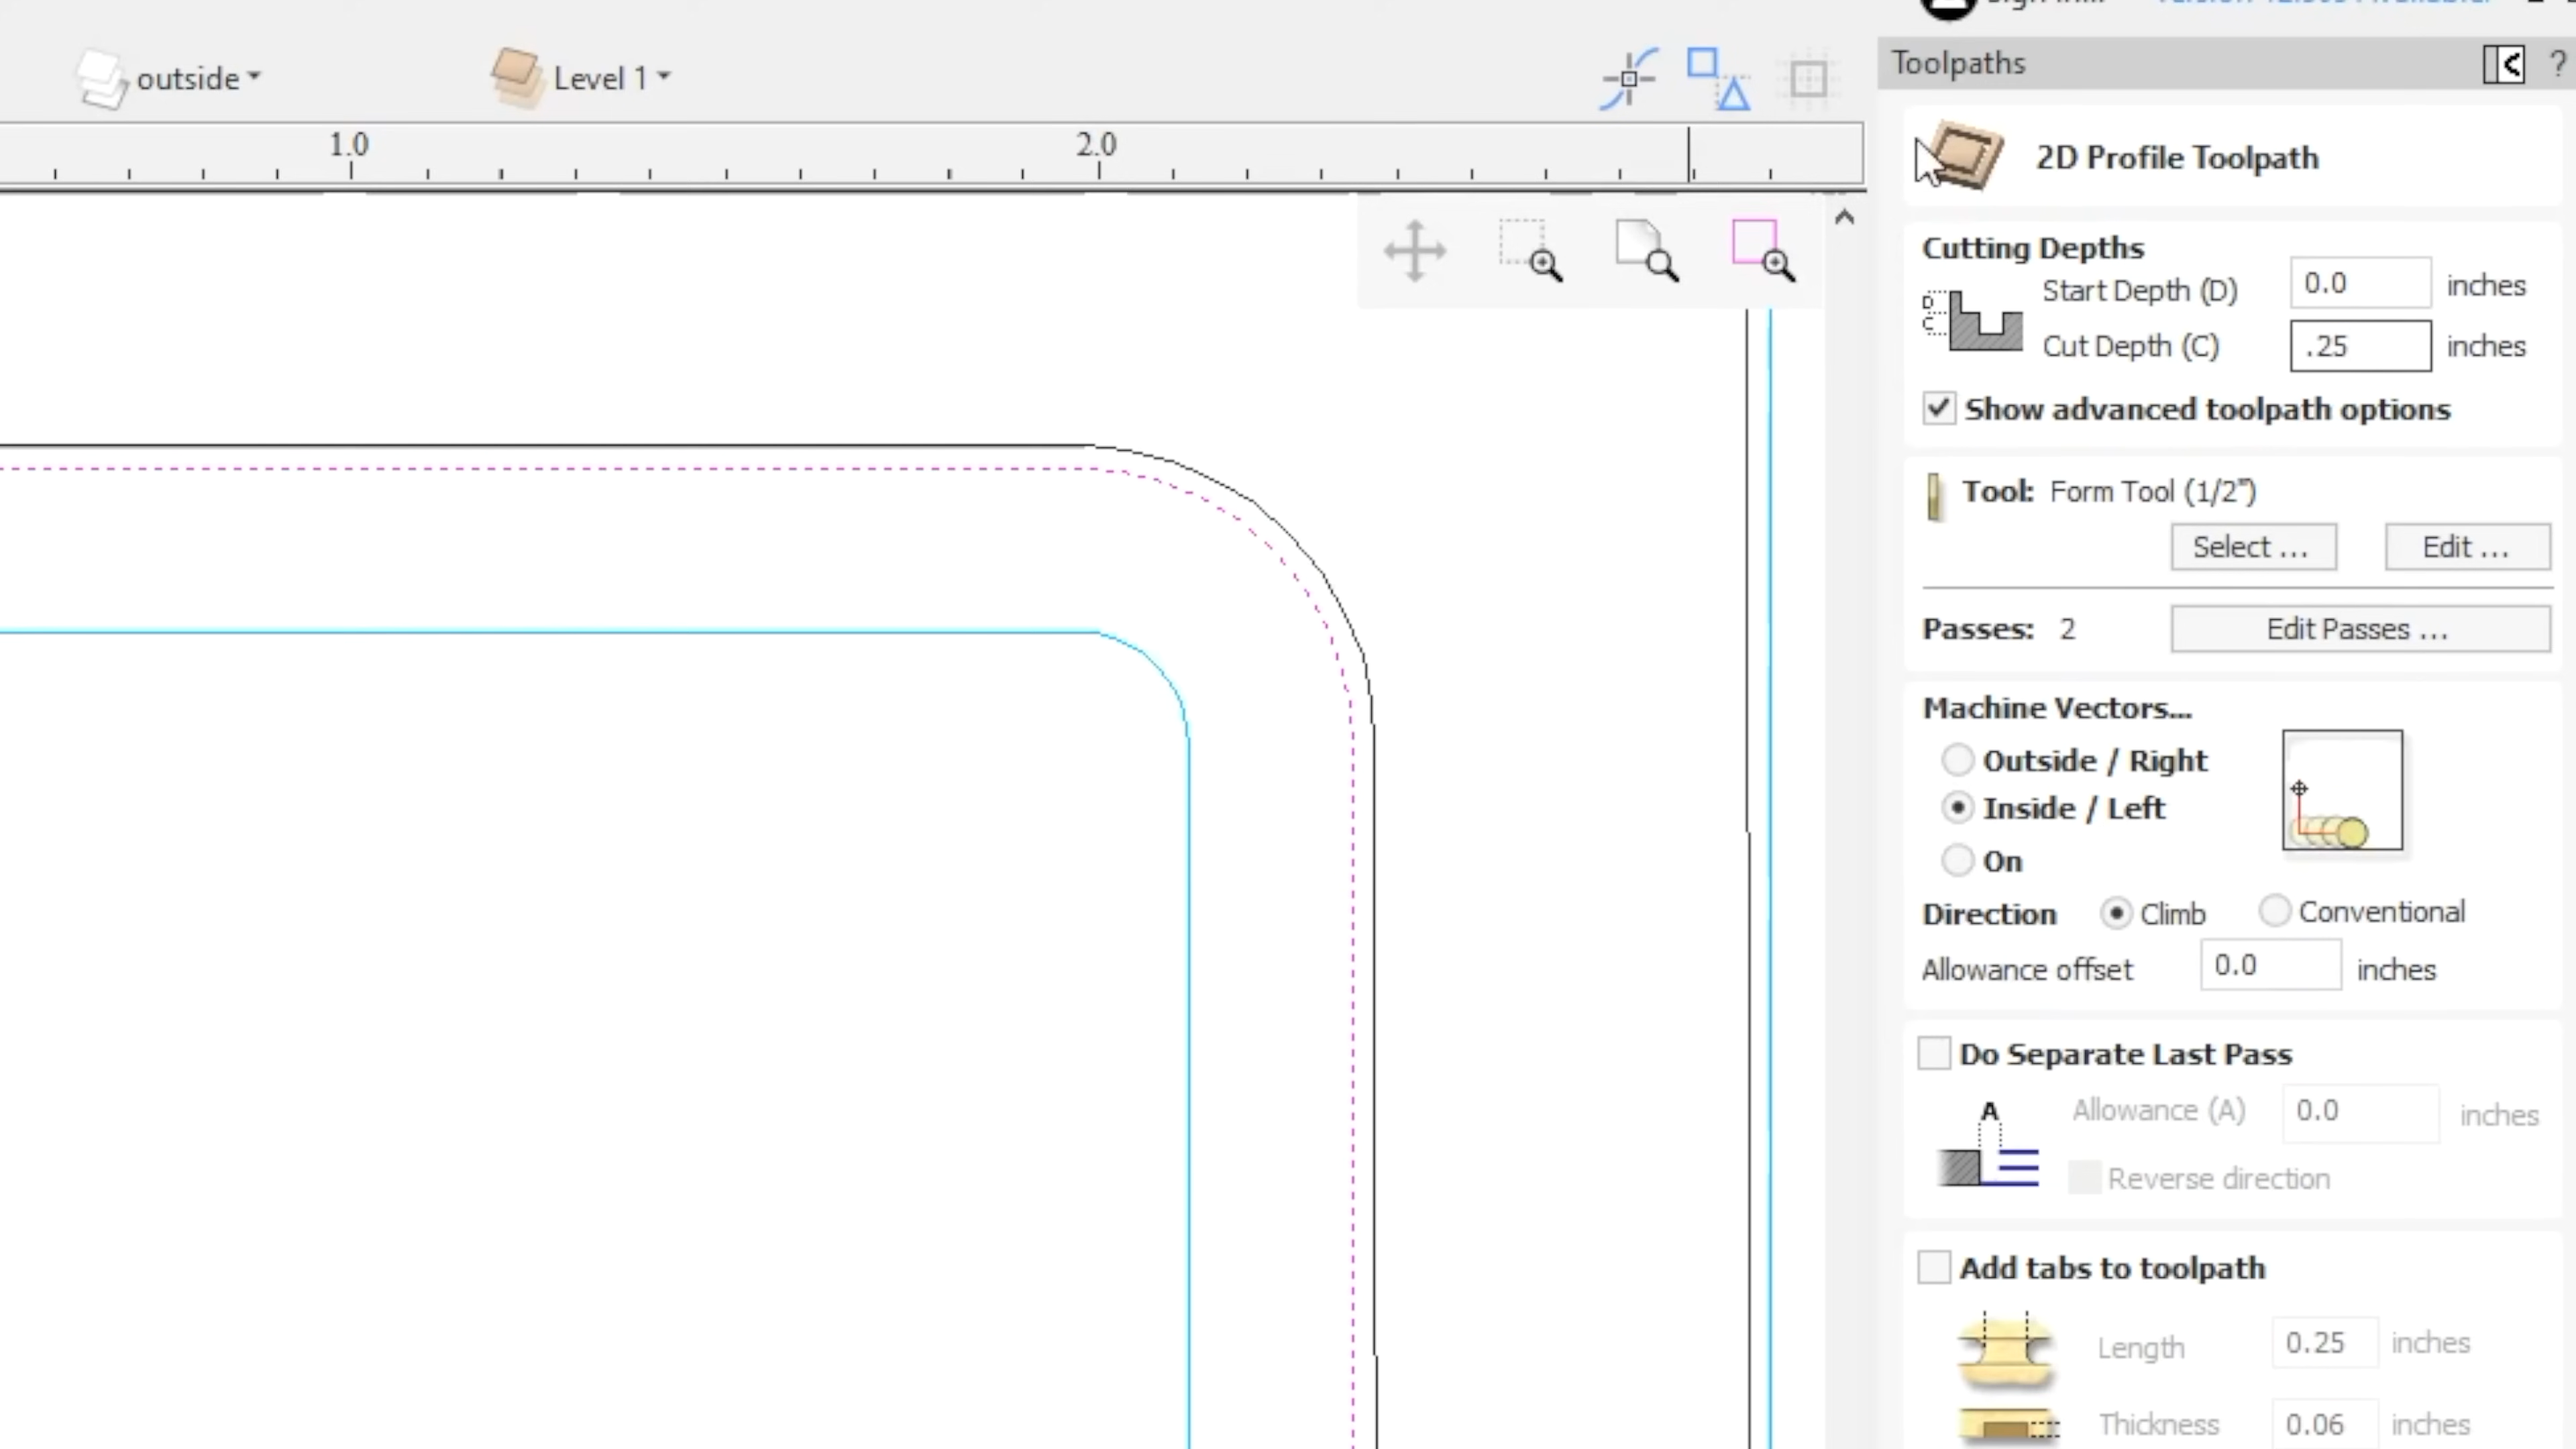 outside
Level 1
Toolpaths
?
1.0
2.0
2D Profile Toolpath
Cutting Depths
D
C
Start Depth (D)
0.0
inches
Cut Depth (C)
.25
inches
Show advanced toolpath options
Tool: Form Tool (1/2")
Select ...
Edit ...
Passes: 2
Edit Passes ...
Machine Vectors...
Outside / Right
Inside / Left
On
Direction
Climb
Conventional
Allowance offset
0.0
inches
Do Separate Last Pass
A
Allowance (A)
0.0
inches
Reverse direction
Add tabs to toolpath
Length
0.25
inches
Thickness
0.06
inches